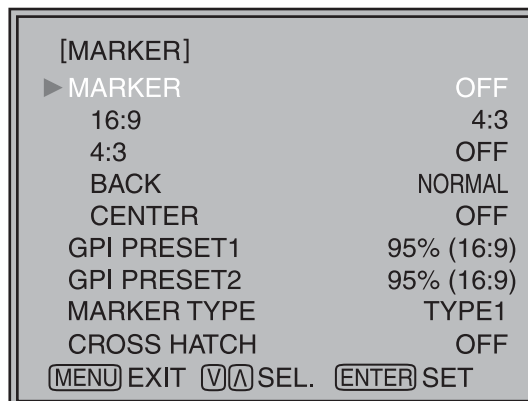 [MARKER]
▶ MARKER OFF
16:9 4:3
4:3 OFF
BACK NORMAL
CENTER OFF
GPI PRESET1 95% (16:9)
GPI PRESET2 95% (16:9)
MARKER TYPE TYPE1
CROSS HATCH OFF
MENU EXIT V Λ SEL. ENTER SET